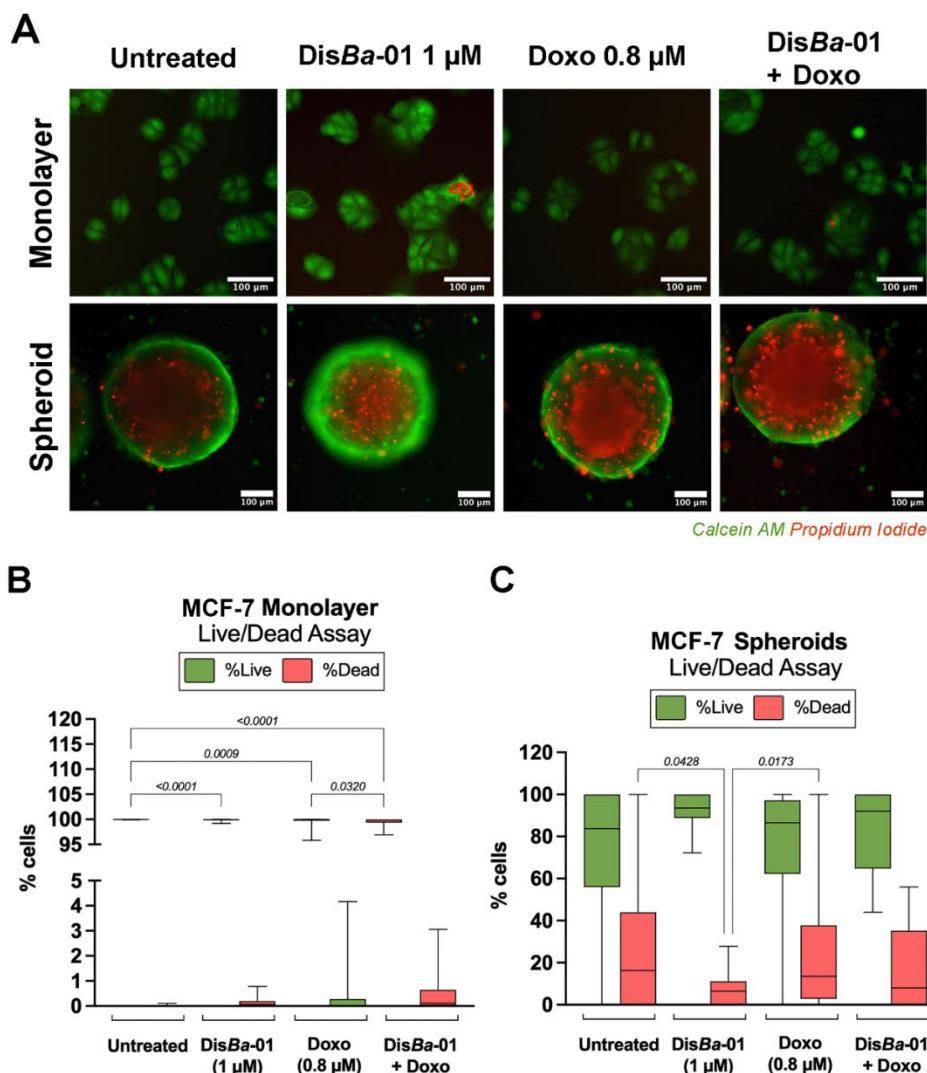 A
Untreated
DisBa-01 1 µM
Doxo 0.8 µM
DisBa-01
+ Doxo
Monolayer
100 µm
100 µm
100 µm
100 µm
Spheroid
100 µm
100 µm
100 µm
100 µm
Calcein AM Propidium Iodide
B
MCF-7 Monolayer
Live/Dead Assay
%Live %Dead
% cells
120
115
110
105
100
95
5
4
3
2
1
0
<0.0001
0.0009
<0.0001
0.0320
Untreated
DisBa-01
(1 µM)
Doxo
(0.8 µM)
DisBa-01
+ Doxo
C
MCF-7 Spheroids
Live/Dead Assay
%Live %Dead
% cells
120
100
80
60
40
20
0
0.0428
0.0173
Untreated
DisBa-01
(1 µM)
Doxo
(0.8 µM)
DisBa-01
+ Doxo